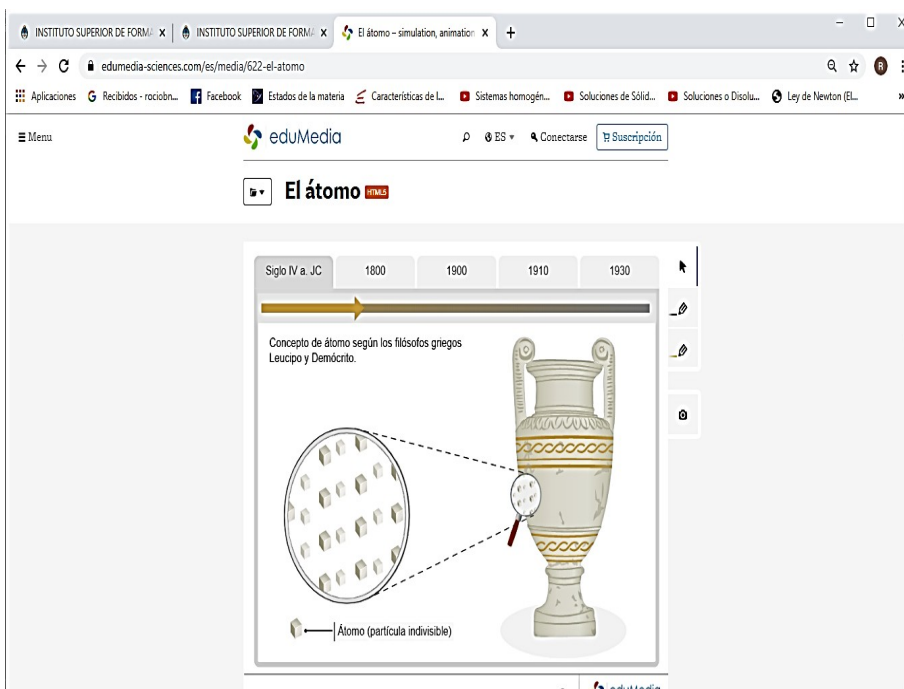 INSTITUTO SUPERIOR DE FORMA
INSTITUTO SUPERIOR DE FORMA
El átomo – simulation, animation
edumedia-sciences.com/es/media/622-el-atomo
R
Aplicaciones
Recibidos - rociobn...
Facebook
Estados de la materia
Características de l...
Sistemas homogén...
Soluciones de Sólid...
Soluciones o Disolu...
Ley de Newton (El...
»
Menu
eduMedia
ES
Conectarse
Suscripción
El átomo HTML5
Siglo IV a. JC
1800
1900
1910
1930
Concepto de átomo según los filósofos griegos
Leucipo y Demócrito.
Átomo (partícula indivisible)
eduMedia